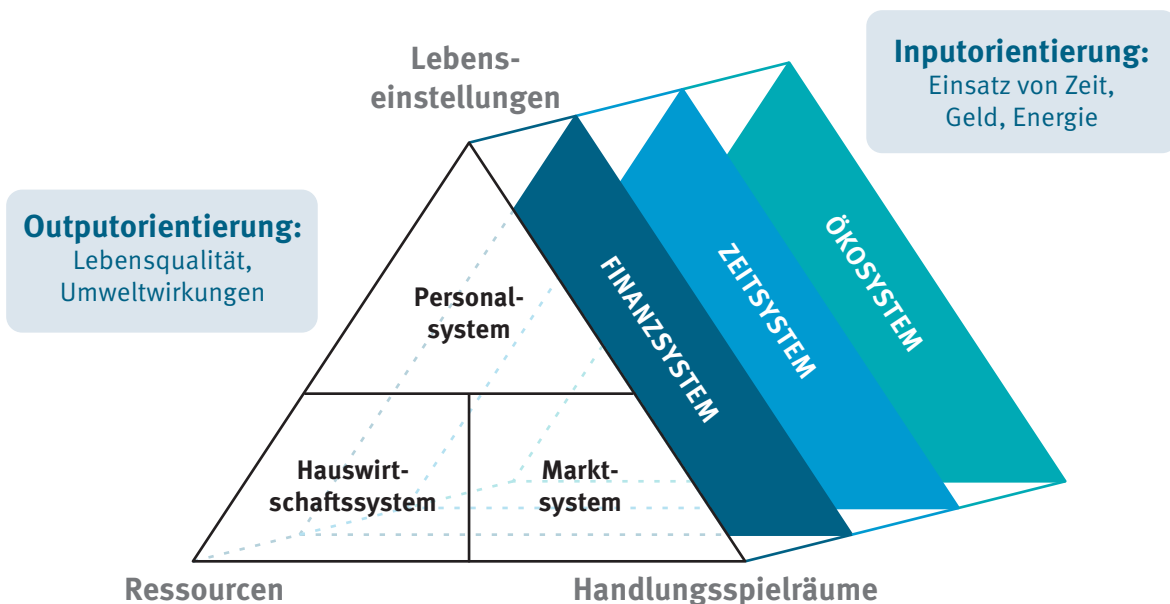 Lebens-
einstellungen
Inputorientierung:
Einsatz von Zeit,
Geld, Energie
Outputorientierung:
Lebensqualität,
Umweltwirkungen
Personal-
system
FINANZSYSTEM
ZEITSYSTEM
ÖKOSYSTEM
Hauswirt-
schaftssystem
Markt-
system
Ressourcen
Handlungsspielräume